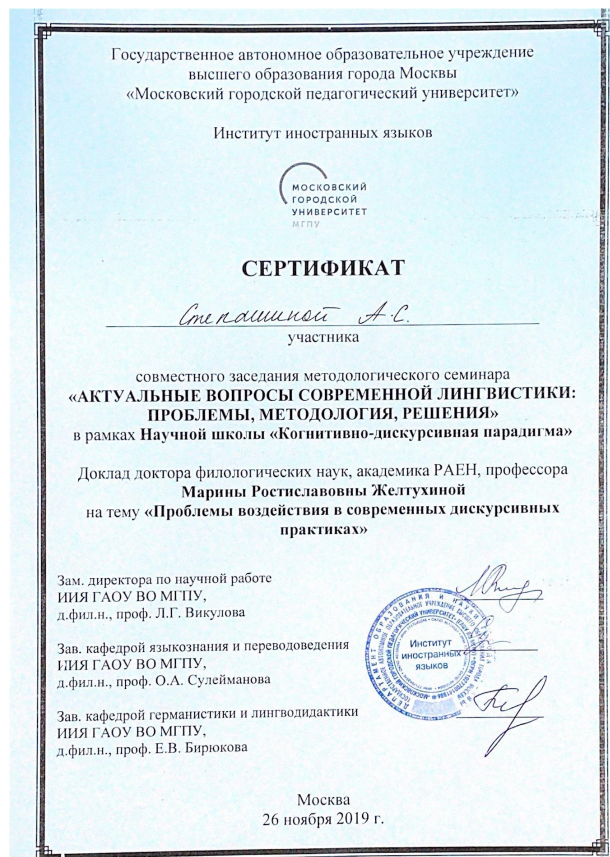 Государственное автономное образовательное учреждение
высшего образования города Москвы
«Московский городской педагогический университет»
Институт иностранных языков
МОСКОВСКИЙ
ГОРОДСКОЙ
УНИВЕРСИТЕТ
МГПУ
СЕРТИФИКАТ
Степашиной А.С.
участника
совместного заседания методологического семинара
«АКТУАЛЬНЫЕ ВОПРОСЫ СОВРЕМЕННОЙ ЛИНГВИСТИКИ:
ПРОБЛЕМЫ, МЕТОДОЛОГИЯ, РЕШЕНИЯ»
в рамках Научной школы «Когнитивно-дискурсивная парадигма»
Доклад доктора филологических наук, академика РАЕН, профессора
Марины Ростиславовны Желтухиной
на тему «Проблемы воздействия в современных дискурсивных
практиках»
Зам. директора по научной работе
ИИЯ ГАОУ ВО МГПУ,
д.фил.н., проф. Л.Г. Викулова
Зав. кафедрой языкознания и переводоведения
ИИЯ ГАОУ ВО МГПУ,
д.фил.н., проф. О.А. Сулейманова
Зав. кафедрой германистики и лингводидактики
ИИЯ ГАОУ ВО МГПУ,
д.фил.н., проф. Е.В. Бирюкова
Институт
иностранных
языков
Москва
26 ноября 2019 г.